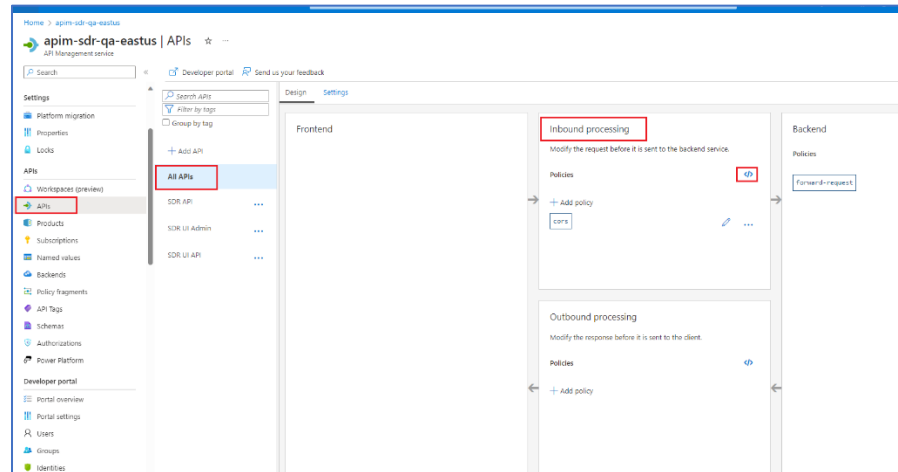 Home > apim-sdr-qa-eastus
apim-sdr-qa-eastus | APIs
API Management service
Search
Settings
Platform migration
Properties
Locks
APIs
Workspaces (preview)
APIs
Products
Subscriptions
Named values
Backends
Policy fragments
API Tags
Schemas
Authorizations
Power Platform
Developer portal
Portal overview
Portal settings
Users
Groups
Identities
Developer portal
Send us your feedback
Search APIs
Filter by tags
Group by tag
+ Add API
All APIs
SDR API
SDR UI Admin
SDR UI API
Design Settings
Frontend
Inbound processing
Modify the request before it is sent to the backend service.
Policies </>
+ Add policy
cors
Outbound processing
Modify the response before it is sent to the client.
Policies </>
+ Add policy
Backend
Policies
forward-request